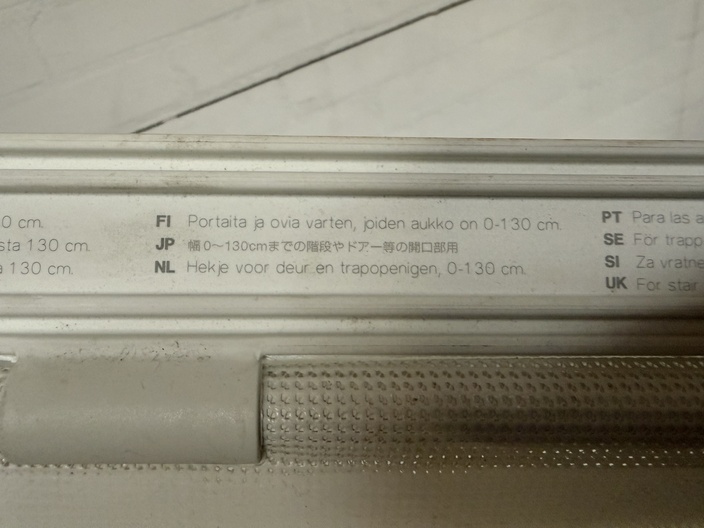 0 cm.
sta 130 cm.
a 130 cm.
FI Portaita ja ovia varten, joiden aukko on 0-130 cm.
JP 幅0～130cmまでの階段やドアー等の開口部用
NL Hekje voor deur en trapopenigen, 0-130 cm.
PT Para las a
SE För trapp
SI Za vratne
UK For stair